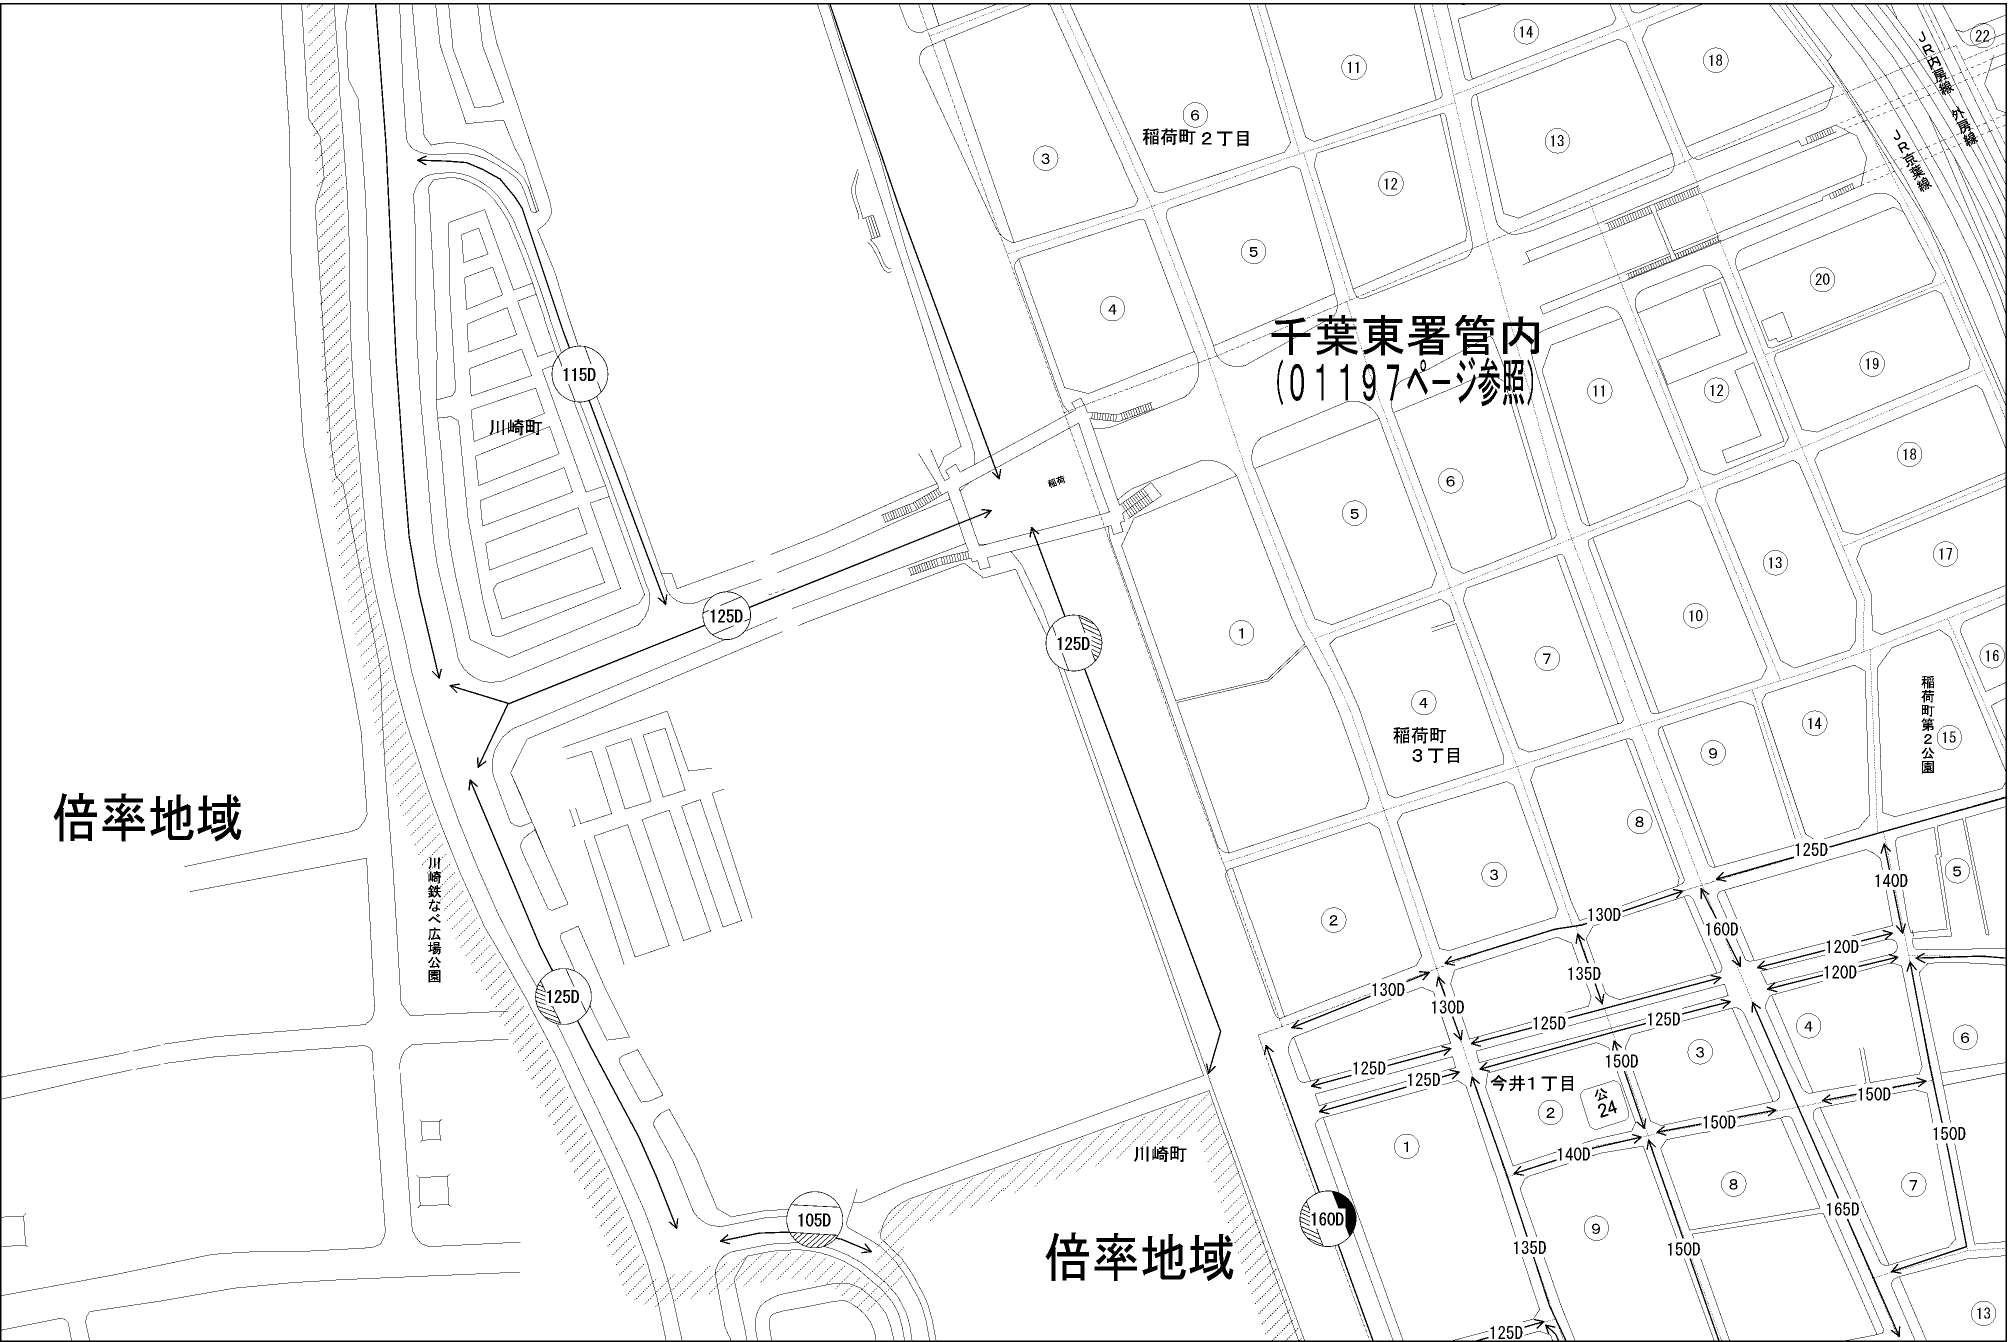 14
22
11
18
JR内房線
外房線
6
稲荷町2丁目
13
3
JR京葉線
12
5
20
4
千葉東署管内
(01197ページ参照)
19
115D
11
12
川崎町
18
6
稲荷
5
17
13
125D
10
1
125D
7
16
4
稲荷町第2公園
14
15
稲荷町
3丁目
9
倍率地域
8
125D
川崎鉄なべ広場公園
3
5
140D
2
130D
160D
120D
135D
120D
130D
125D
130D
125D
125D
4
6
150D
3
125D
125D
今井1丁目
公
24
2
150D
150D
150D
1
川崎町
140D
8
7
105D
160D
165D
9
倍率地域
135D
150D
13
125D